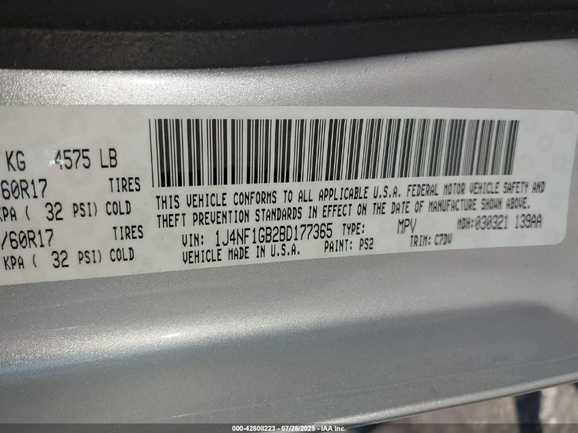 KG 4575 LB
/60R17 TIRES
KPA ( 32 PSI) COLD
/60R17 TIRES
KPA ( 32 PSI) COLD
THIS VEHICLE CONFORMS TO ALL APPLICABLE U.S.A. FEDERAL MOTOR VEHICLE SAFETY AND
THEFT PREVENTION STANDARDS IN EFFECT ON THE DATE OF MANUFACTURE SHOWN ABOVE.
VIN: 1J4NF1GB2BD177365 TYPE: MPV MDH:030321 139AA
VEHICLE MADE IN U.S.A. PAINT: PS2 TRIM: C7DV
000-42808223 - 07/28/2025 - IAA Inc.